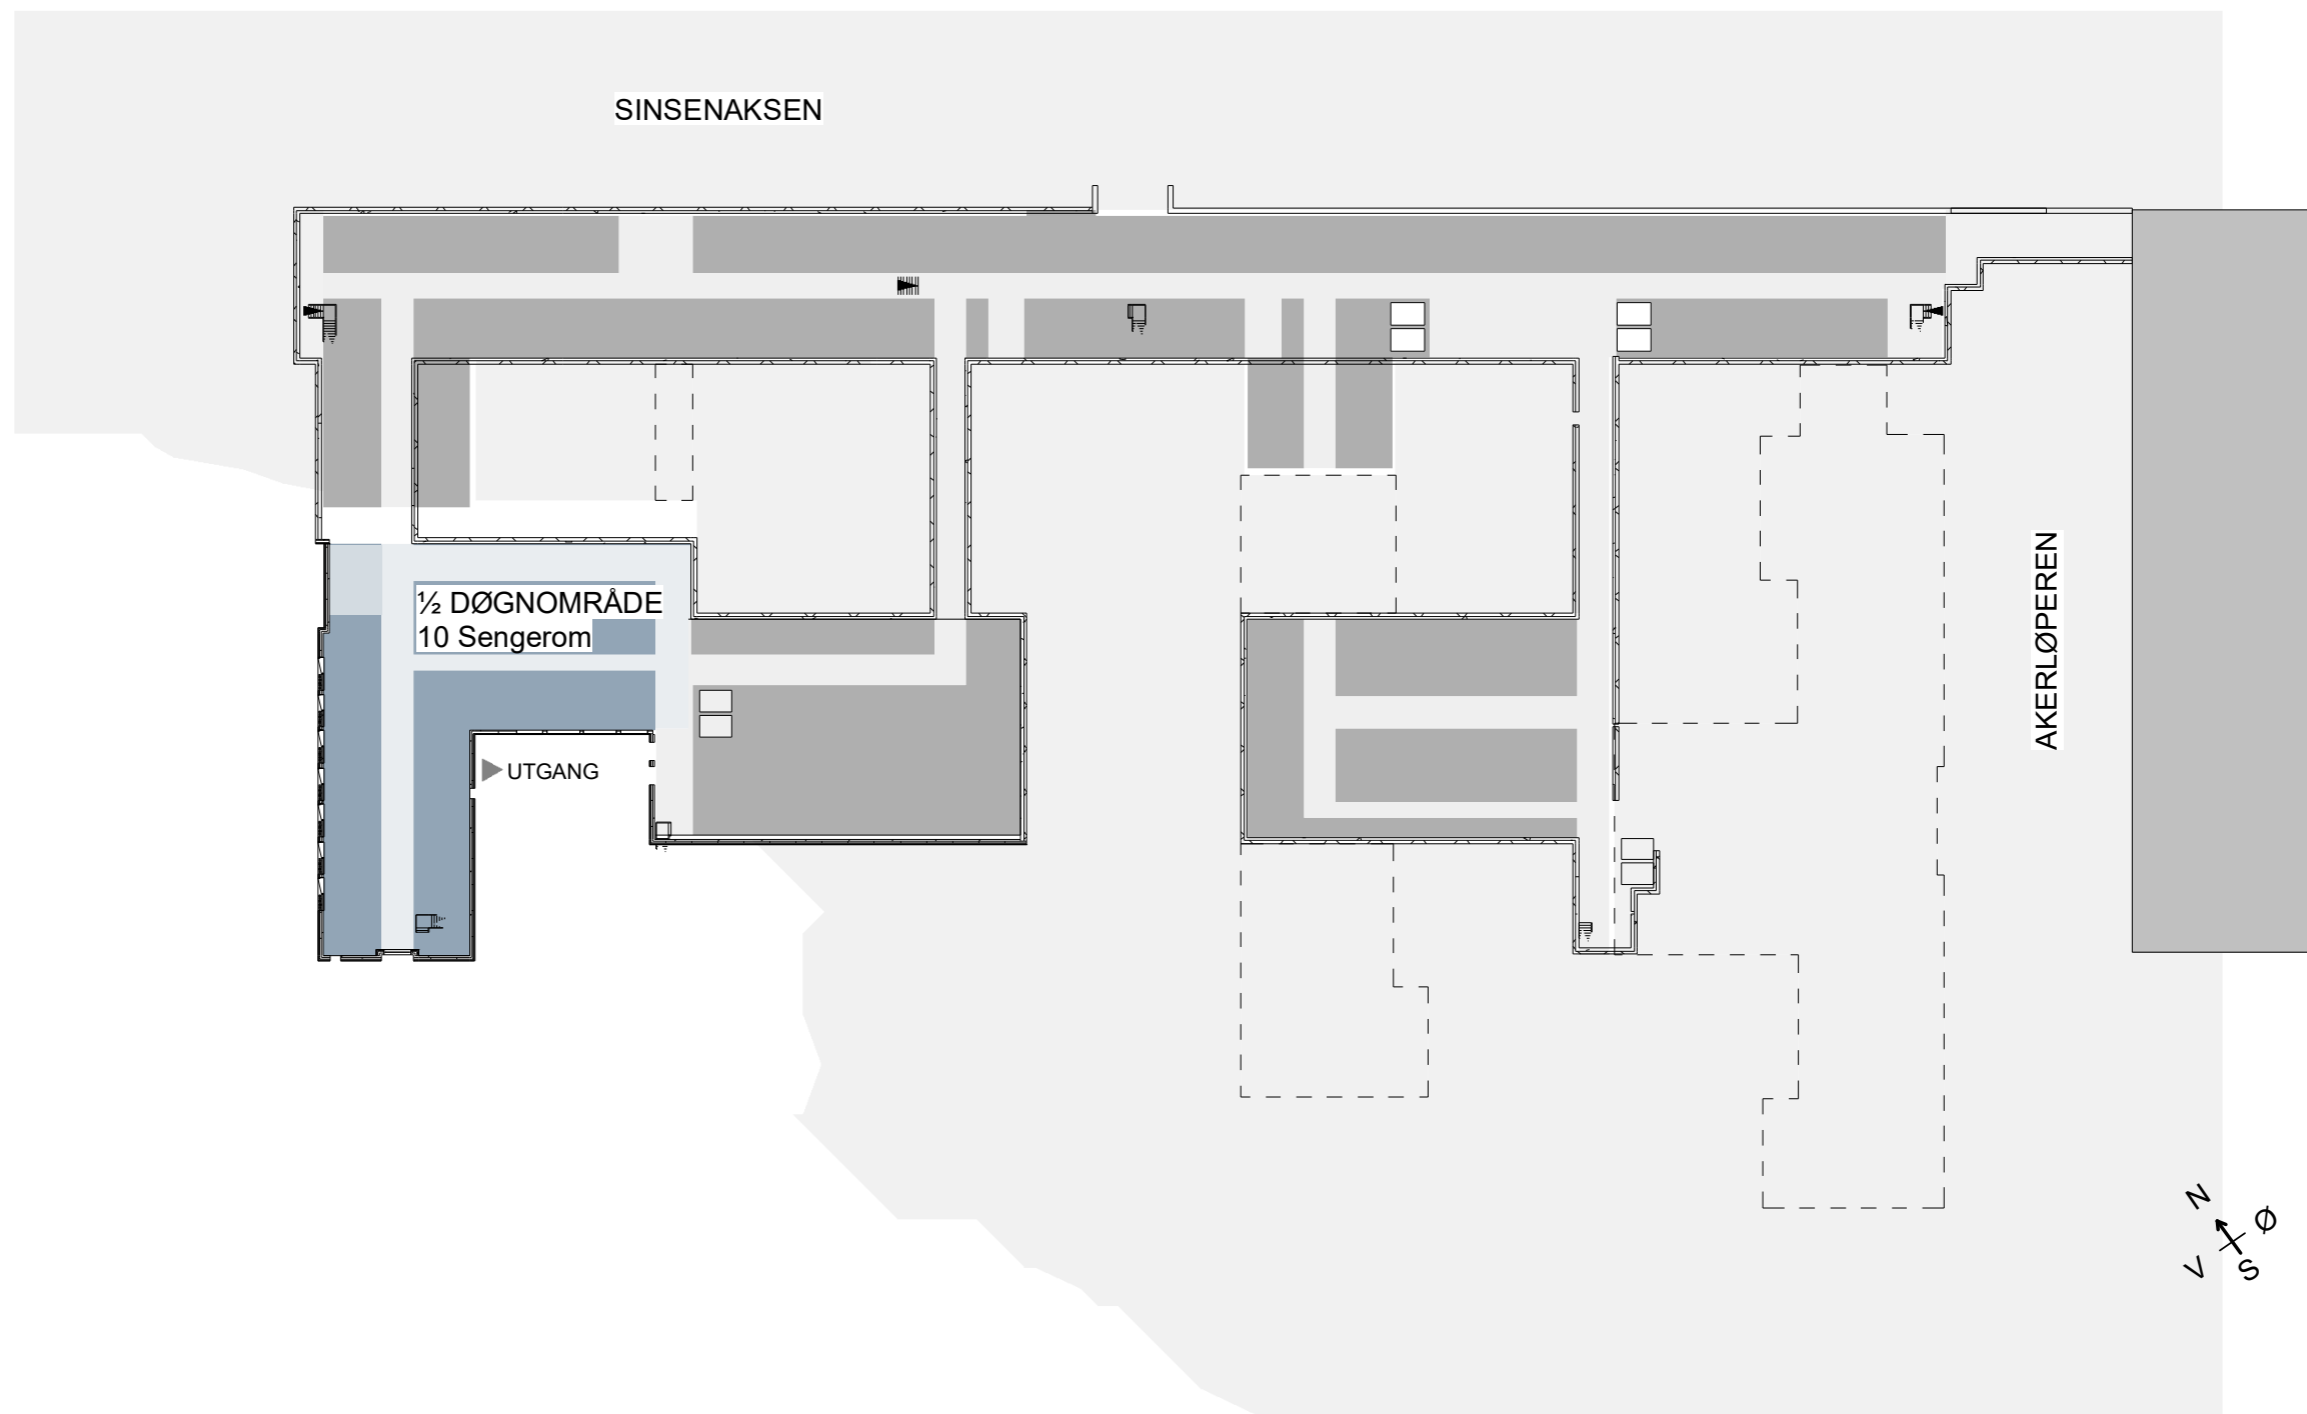 SINSENAKSEN
½ DØGNOMRÅDE
10 Sengerom
AKERLØPEREN
UTGANG
N
Ø
V
S